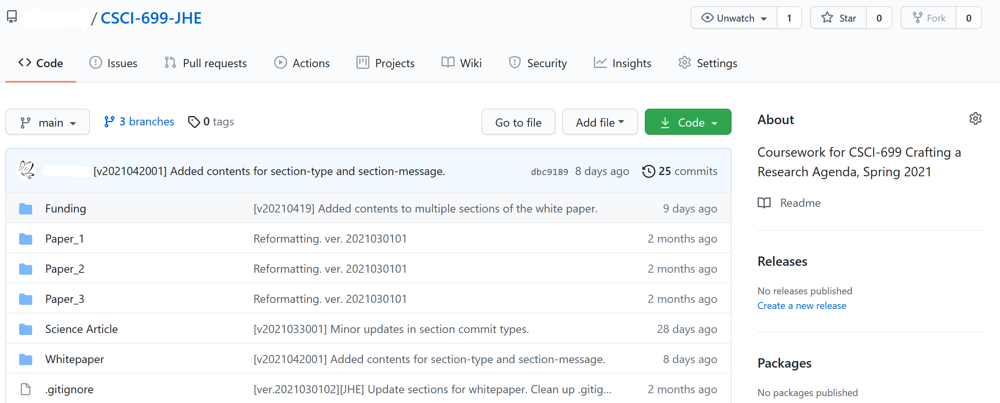 / CSCI-699-JHE
Unwatch 1 Star 0 Fork 0
Code Issues Pull requests Actions Projects Wiki Security Insights Settings
main 3 branches 0 tags Go to file Add file Code
[v2021042001] Added contents for section-type and section-message. dbc9189 8 days ago 25 commits
Funding [v20210419] Added contents to multiple sections of the white paper. 9 days ago
Paper_1 Reformatting. ver. 2021030101 2 months ago
Paper_2 Reformatting. ver. 2021030101 2 months ago
Paper_3 Reformatting. ver. 2021030101 2 months ago
Science Article [v2021033001] Minor updates in section commit types. 28 days ago
Whitepaper [v2021042001] Added contents for section-type and section-message. 8 days ago
.gitignore [ver.2021030102][JHE] Update sections for whitepaper. Clean up .gitig... 2 months ago
About
Coursework for CSCI-699 Crafting a
Research Agenda, Spring 2021
Readme
Releases
No releases published
Create a new release
Packages
No packages published